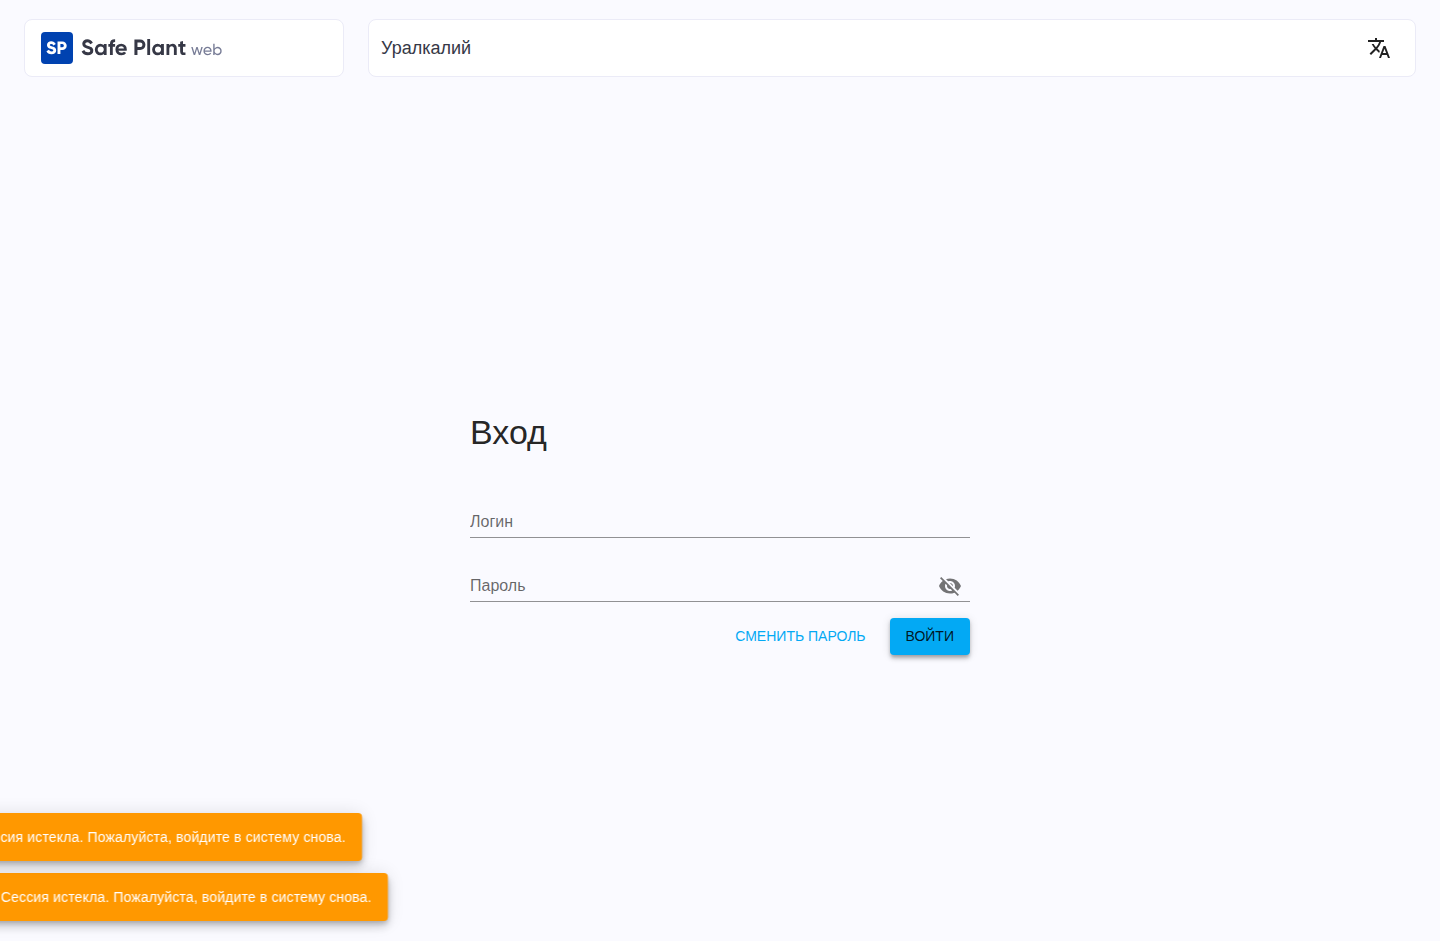 SP Safe Plant web
Уралкалий
Вход
Логин
Пароль
СМЕНИТЬ ПАРОЛЬ
ВОЙТИ
сия истекла. Пожалуйста, войдите в систему снова.
Сессия истекла. Пожалуйста, войдите в систему снова.